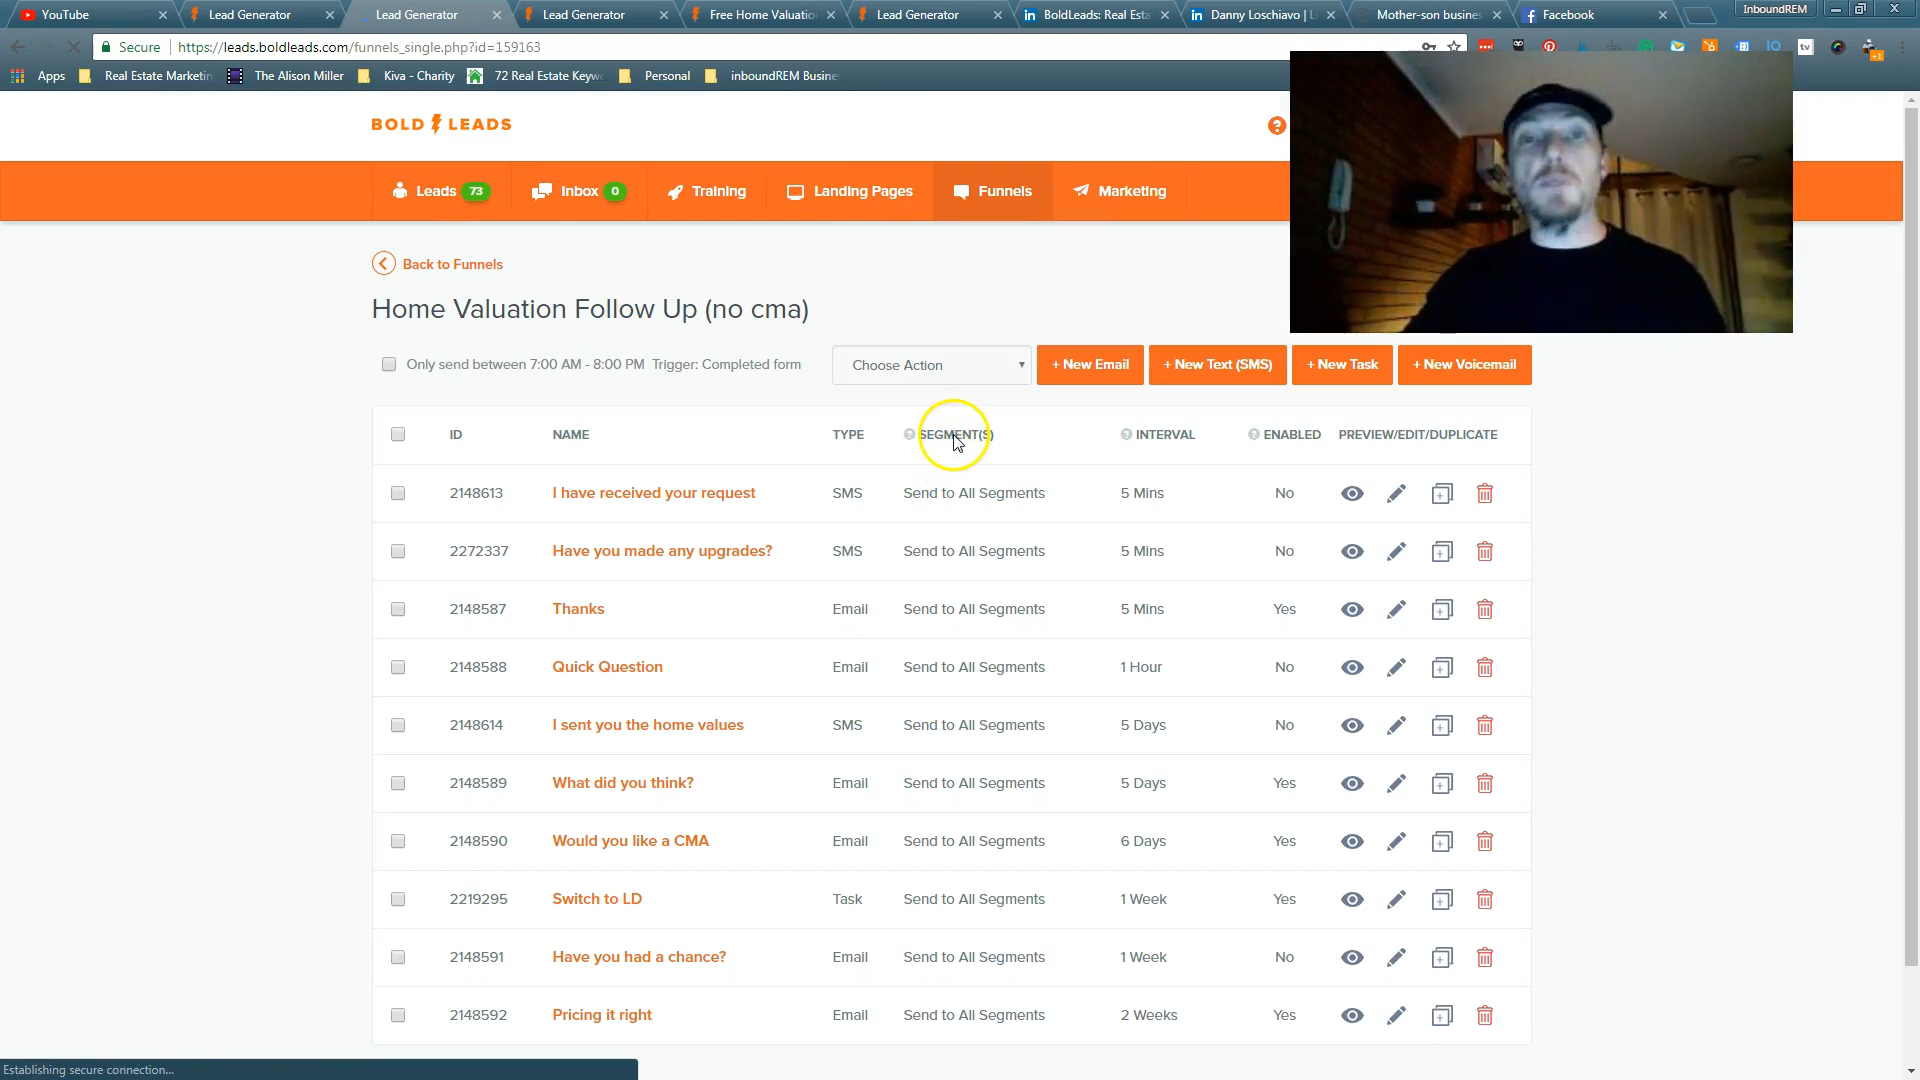 YouTube
Lead Generator
Lead Generator
Lead Generator
Free Home Valuatio
Lead Generator
BoldLeads: Real Esta
Danny Loschiavo | L
Mother-son busines
Facebook
InboundREM
Secure
https://leads.boldleads.com/funnels_single.php?id=159163
tv
+1
Apps
Real Estate Marketin
The Alison Miller
Kiva - Charity
72 Real Estate Keyw
Personal
inboundREM Busine
BOLD LEADS
Leads 73
Inbox 0
Training
Landing Pages
Funnels
Marketing
Back to Funnels
Home Valuation Follow Up (no cma)
Only send between 7:00 AM - 8:00 PM Trigger: Completed form
Choose Action
+ New Email
+ New Text (SMS)
+ New Task
+ New Voicemail
ID NAME TYPE SEGMENT(S) INTERVAL ENABLED PREVIEW/EDIT/DUPLICATE
2148613 I have received your request SMS Send to All Segments 5 Mins No
2272337 Have you made any upgrades? SMS Send to All Segments 5 Mins No
2148587 Thanks Email Send to All Segments 5 Mins Yes
2148588 Quick Question Email Send to All Segments 1 Hour No
2148614 I sent you the home values SMS Send to All Segments 5 Days No
2148589 What did you think? Email Send to All Segments 5 Days Yes
2148590 Would you like a CMA Email Send to All Segments 6 Days Yes
2219295 Switch to LD Task Send to All Segments 1 Week Yes
2148591 Have you had a chance? Email Send to All Segments 1 Week No
2148592 Pricing it right Email Send to All Segments 2 Weeks Yes
Establishing secure connection...